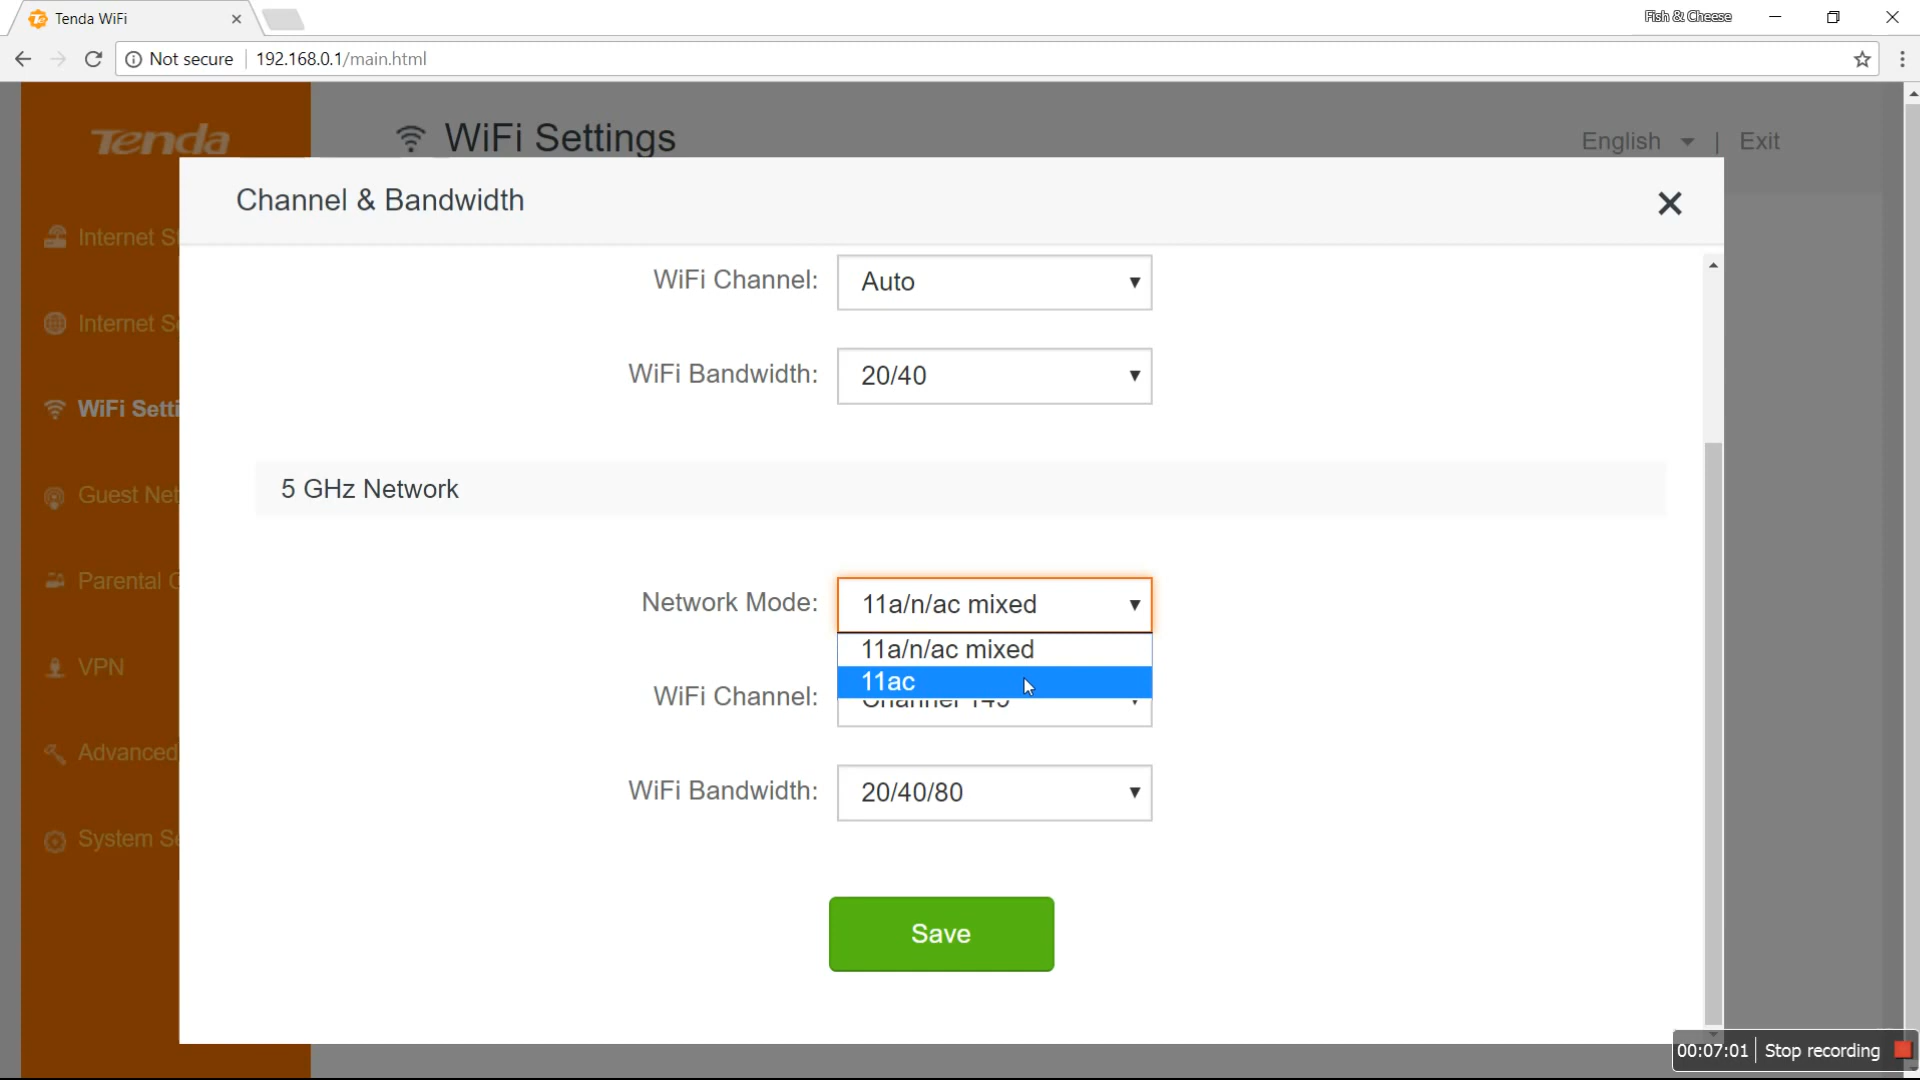 Tenda WiFi
Fish & Cheese
Not secure
192.168.0.1/main.html
Tenda
WiFi Settings
English
|
Exit
Channel & Bandwidth
Internet S
WiFi Channel:
Auto
Internet S
WiFi Bandwidth:
20/40
WiFi Setti
5 GHz Network
Guest Net
Parental
Network Mode:
11a/n/ac mixed
11a/n/ac mixed
VPN
11ac
WiFi Channel:
Channel 149
Advanced
WiFi Bandwidth:
20/40/80
System Se
Save
00:07:01
Stop recording